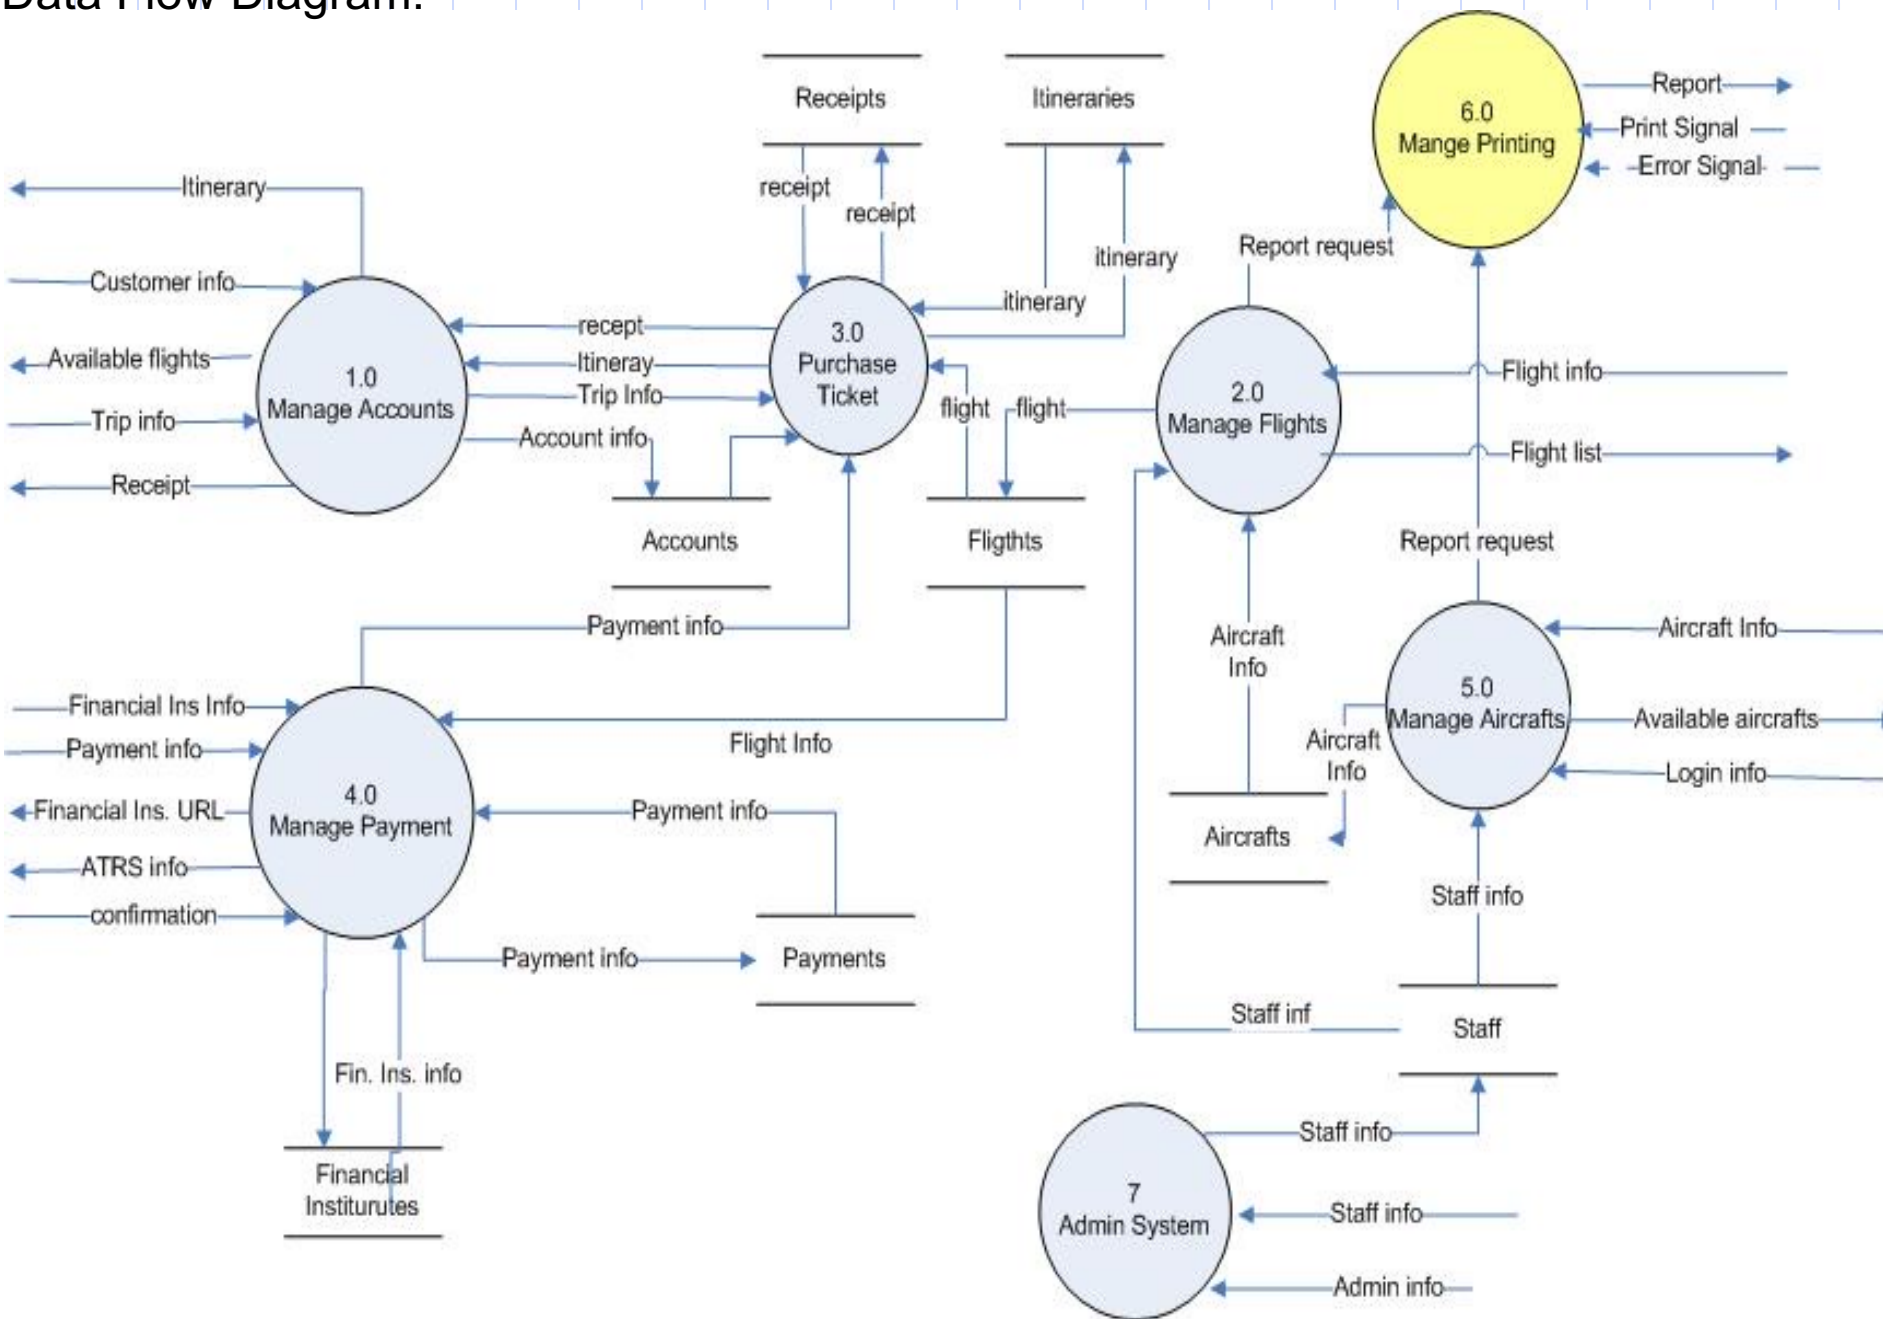 Data Flow Diagram:
Receipts
Itineraries
6.0
Mange Printing
Report
Print Signal
Error Signal
Itinerary
receipt
receipt
Report request
itinerary
itinerary
Customer info
3.0
Purchase
Ticket
recept
Itineray
Trip Info
Available flights
1.0
Manage Accounts
2.0
Manage Flights
Flight info
flight
flight
Trip info
Account info
Flight list
Receipt
Accounts
Fligthts
Report request
Payment info
Aircraft
Info
Aircraft Info
5.0
Manage Aircrafts
Financial Ins Info
Payment info
Flight Info
Aircraft
Info
Available aircrafts
Login info
4.0
Manage Payment
Financial Ins. URL
Payment info
Aircrafts
ATRS info
confirmation
Staff info
Payment info
Payments
Staff inf
Staff
Fin. Ins. info
Staff info
Financial
Institurutes
7
Admin System
Staff info
Admin info